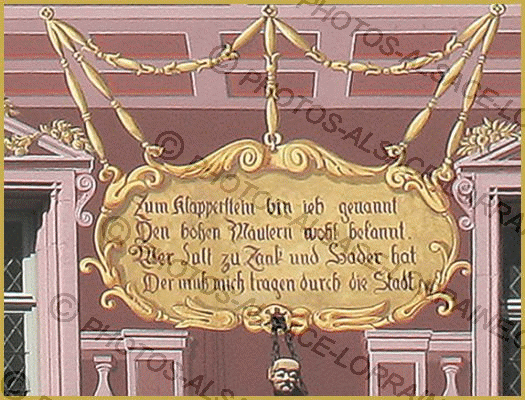 Zum Klapperstein bin ich genannt
Den bösen Mäulern wohl bekannt.
Wer Lust zu Zank und Hader hat
Der muß mich tragen durch die Stadt
© PHOTOS-ALSACE-LORRAINE